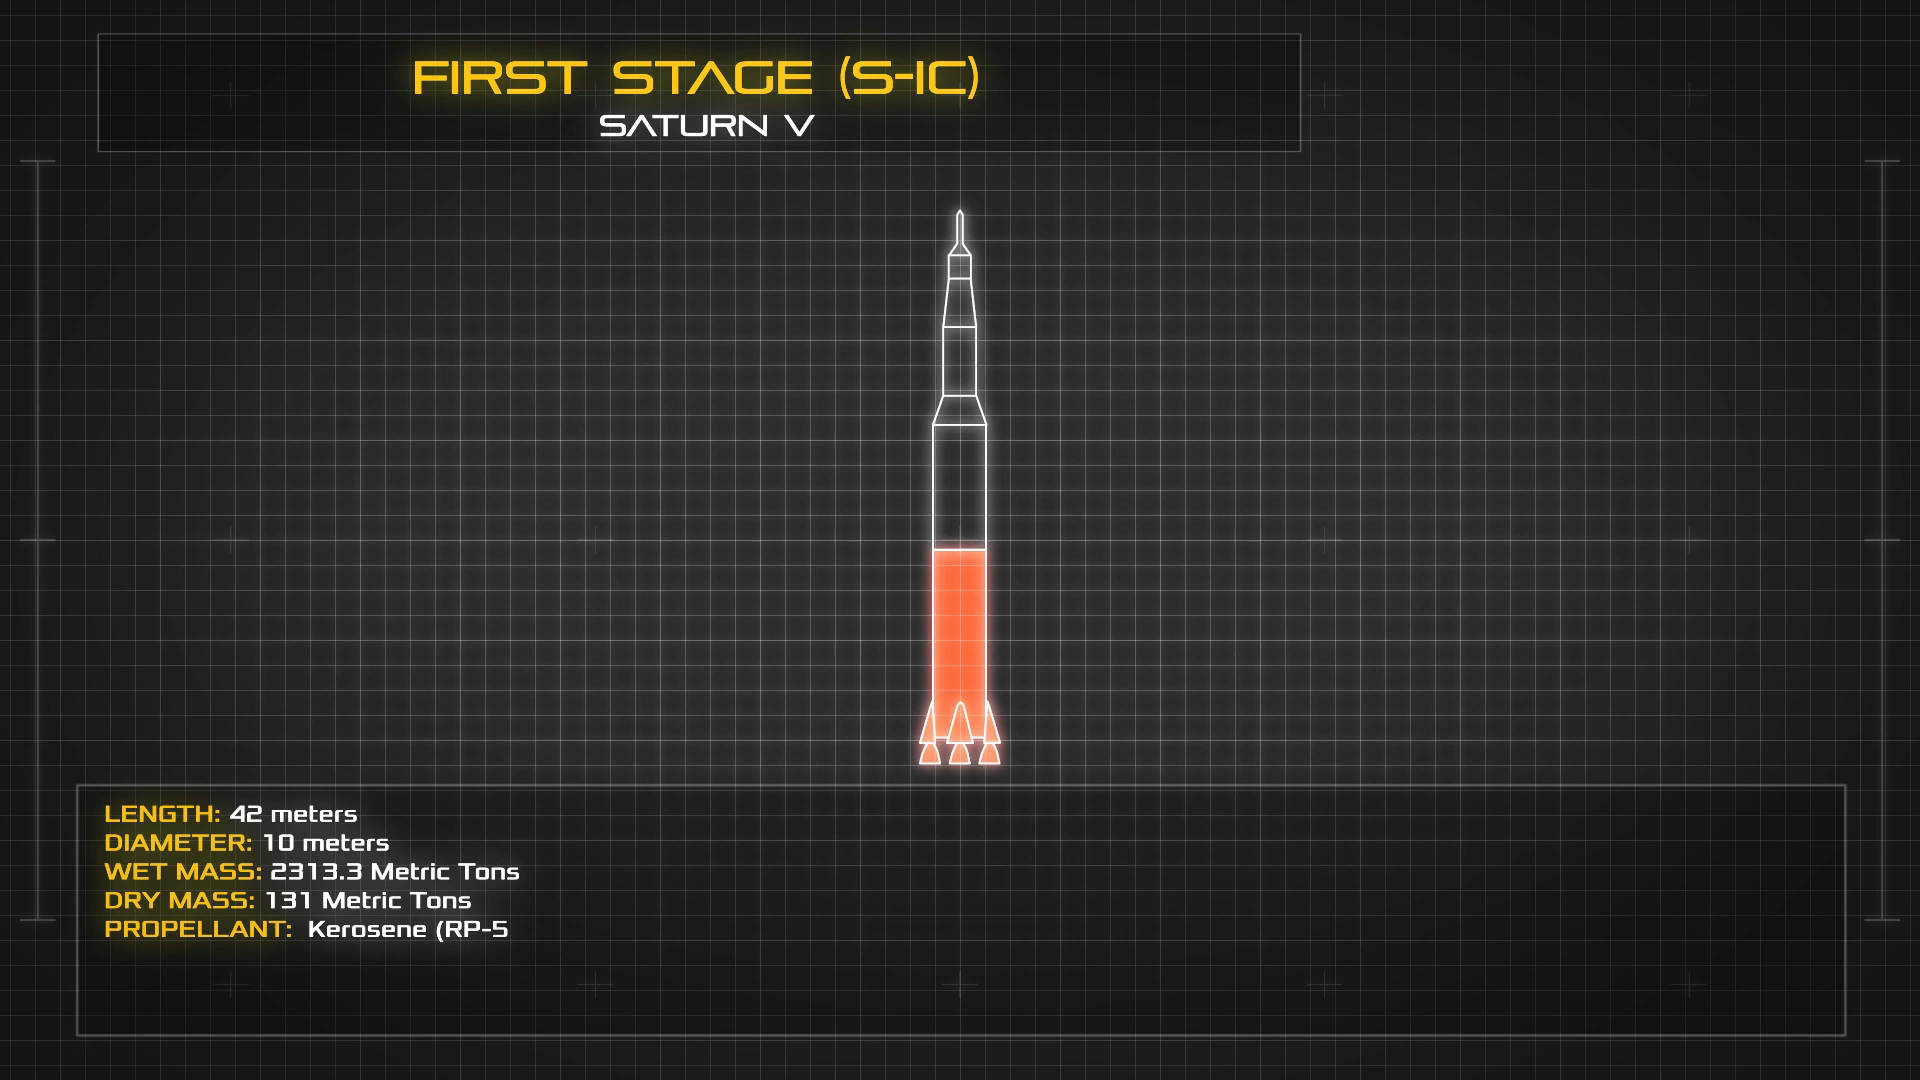 FIRST STAGE (S-IC)
SATURN V
LENGTH: 42 meters
DIAMETER: 10 meters
WET MASS: 2313.3 Metric Tons
DRY MASS: 131 Metric Tons
PROPELLANT: Kerosene (RP-5